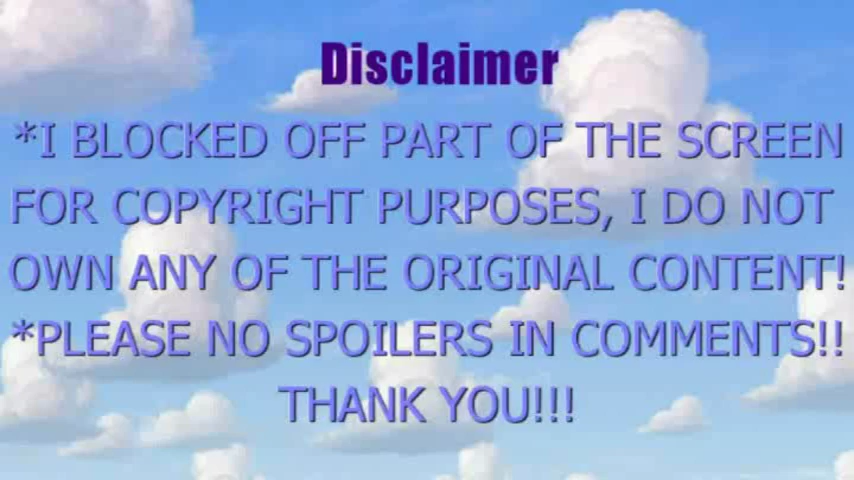 Disclaimer
*I BLOCKED OFF PART OF THE SCREEN
FOR COPYRIGHT PURPOSES, I DO NOT
OWN ANY OF THE ORIGINAL CONTENT!
*PLEASE NO SPOILERS IN COMMENTS!!
THANK YOU!!!